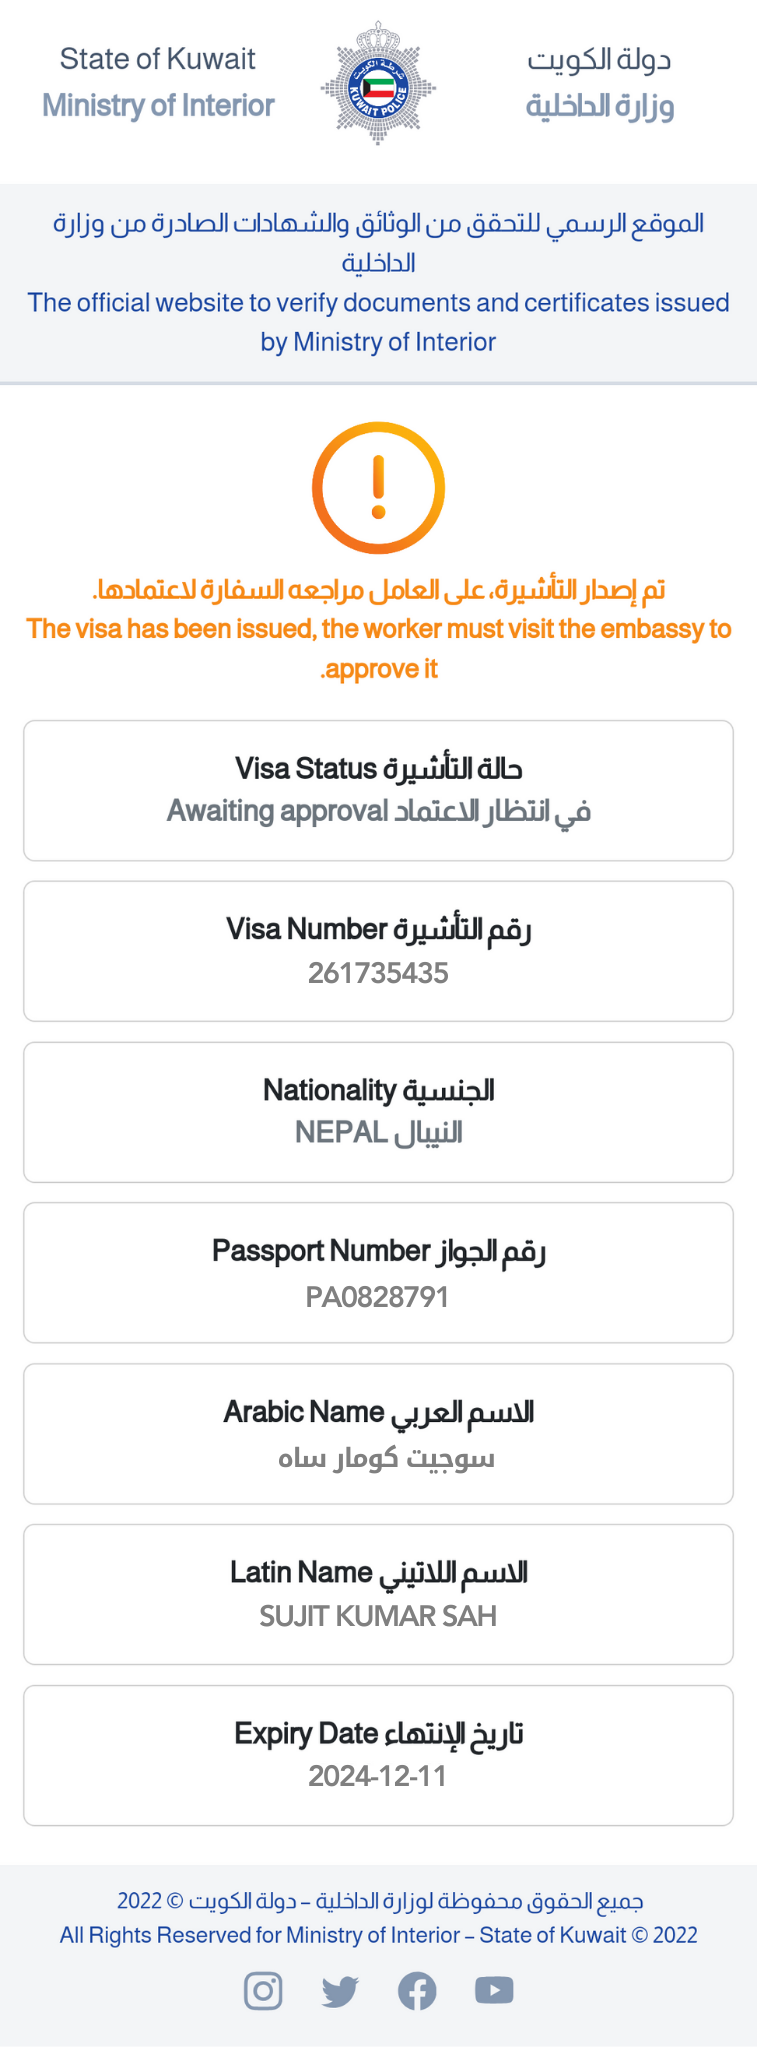 State of Kuwait
Ministry of Interior
شرطة الكويت
KUWAIT POLICE
دولة الكويت
وزارة الداخلية
الموقع الرسمي للتحقق من الوثائق والشهادات الصادرة من وزارة
الداخلية
The official website to verify documents and certificates issued
by Ministry of Interior
تم إصدار التأشيرة، على العامل مراجعه السفارة لاعتمادها.
The visa has been issued, the worker must visit the embassy to
.approve it
Visa Status حالة التأشيرة
Awaiting approval في انتظار الاعتماد
Visa Number رقم التأشيرة
261735435
Nationality الجنسية
NEPAL النيبال
Passport Number رقم الجواز
PA0828791
Arabic Name الاسم العربي
سوجيت كومار ساه
Latin Name الاسم اللاتيني
SUJIT KUMAR SAH
Expiry Date تاريخ الإنتهاء
2024-12-11
جميع الحقوق محفوظة لوزارة الداخلية – دولة الكويت © 2022
All Rights Reserved for Ministry of Interior – State of Kuwait © 2022